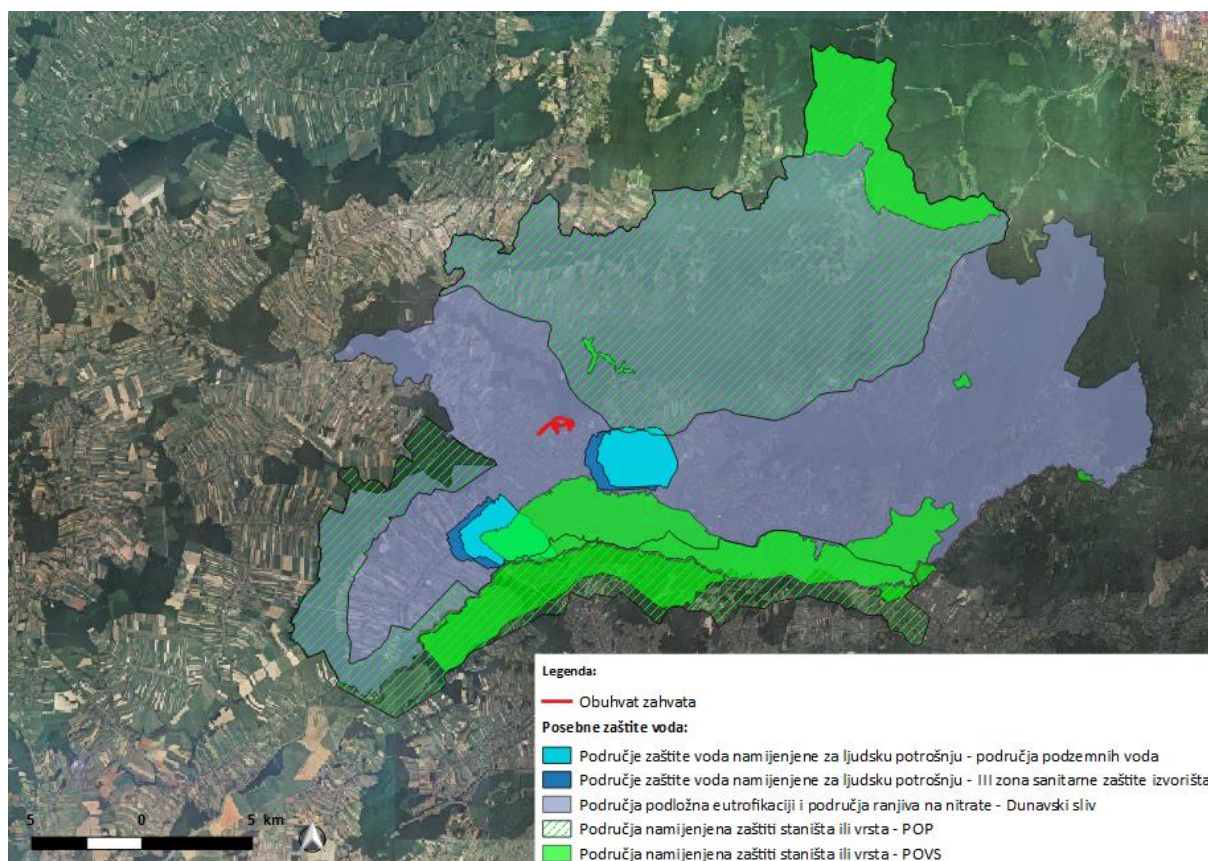 Legenda:
Obuhvat zahvata
Posebne zaštite voda:
Područje zaštite voda namijenjene za ljudsku potrošnju - područja podzemnih voda
Područje zaštite voda namijenjene za ljudsku potrošnju - III zona sanitarne zaštite izvorišta
Područja podložna eutrofikaciji i područja ranjiva na nitrate - Dunavski sliv
Područja namijenjena zaštiti staništa ili vrsta - POP
Područja namijenjena zaštiti staništa ili vrsta - POVS
5 0 5 km